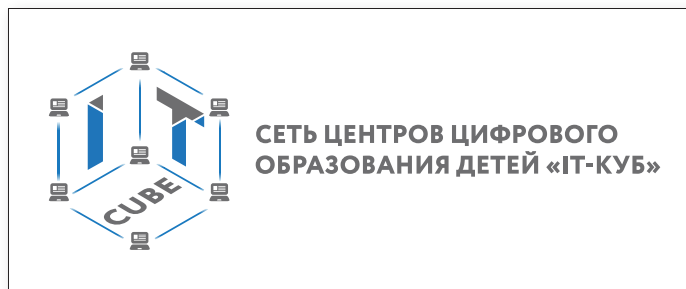 IT
CUBE
СЕТЬ ЦЕНТРОВ ЦИФРОВОГО
ОБРАЗОВАНИЯ ДЕТЕЙ «IT-КУБ»